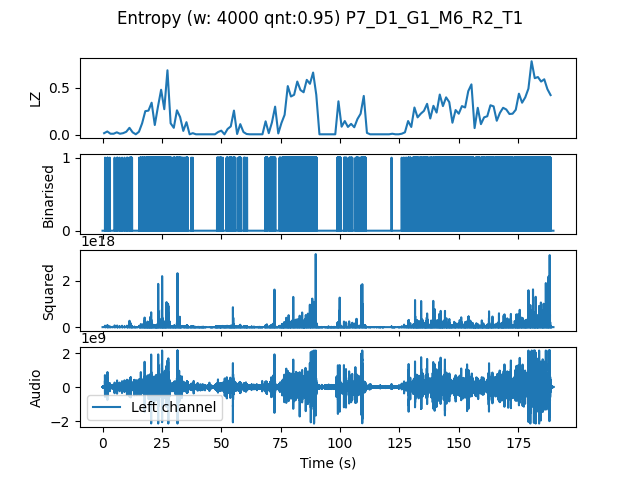 Entropy (w: 4000 qnt:0.95) P7_D1_G1_M6_R2_T1
LZ
0.5
0.0
Binarised
1
0
1e18
Squared
2
0
1e9
Audio
2
0
−2
Left channel
0 25 50 75 100 125 150 175
Time (s)